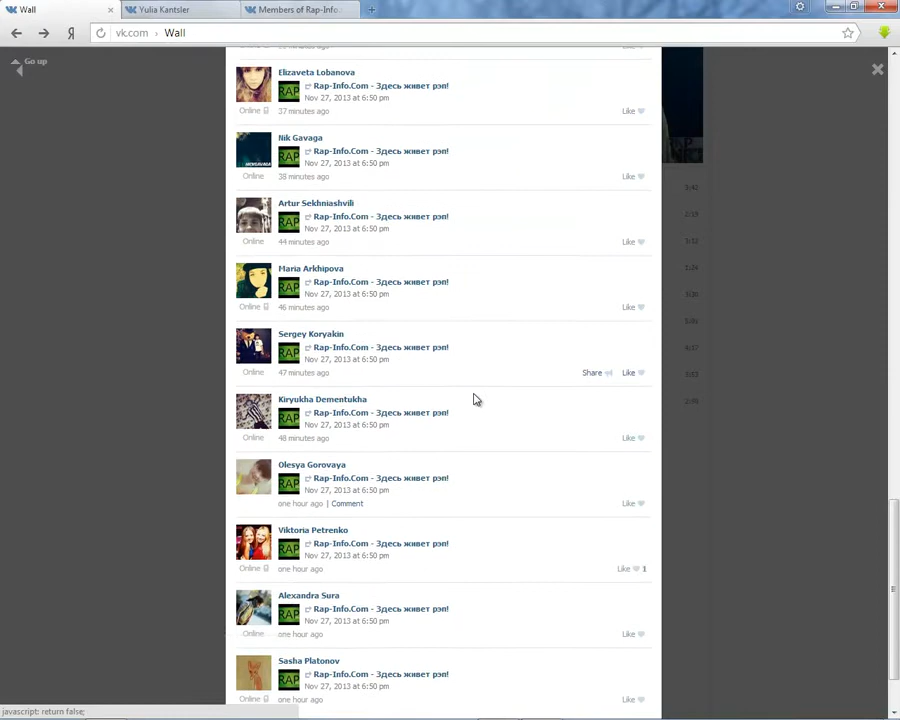 Wall
Yulia Kantsler
Members of Rap-Info.
vk.com › Wall
Go up
Elizaveta Lobanova
RAP
Rap-Info.Com - Здесь живет рэп!
Nov 27, 2013 at 6:50 pm
Online
37 minutes ago
Like
Nik Gavaga
RAP
Rap-Info.Com - Здесь живет рэп!
Nov 27, 2013 at 6:50 pm
Online
38 minutes ago
Like
Artur Sekhniashvili
RAP
Rap-Info.Com - Здесь живет рэп!
Nov 27, 2013 at 6:50 pm
Online
44 minutes ago
Like
Maria Arkhipova
RAP
Rap-Info.Com - Здесь живет рэп!
Nov 27, 2013 at 6:50 pm
Online
46 minutes ago
Like
Sergey Koryakin
RAP
Rap-Info.Com - Здесь живет рэп!
Nov 27, 2013 at 6:50 pm
Online
47 minutes ago
Share Like
Kiryukha Dementukha
RAP
Rap-Info.Com - Здесь живет рэп!
Nov 27, 2013 at 6:50 pm
Online
48 minutes ago
Like
Olesya Gorovaya
RAP
Rap-Info.Com - Здесь живет рэп!
Nov 27, 2013 at 6:50 pm
one hour ago | Comment
Like
Viktoria Petrenko
RAP
Rap-Info.Com - Здесь живет рэп!
Nov 27, 2013 at 6:50 pm
Online
one hour ago
Like 1
Alexandra Sura
RAP
Rap-Info.Com - Здесь живет рэп!
Nov 27, 2013 at 6:50 pm
Online
one hour ago
Like
Sasha Platonov
RAP
Rap-Info.Com - Здесь живет рэп!
Nov 27, 2013 at 6:50 pm
Online
one hour ago
Like
javascript: return false;